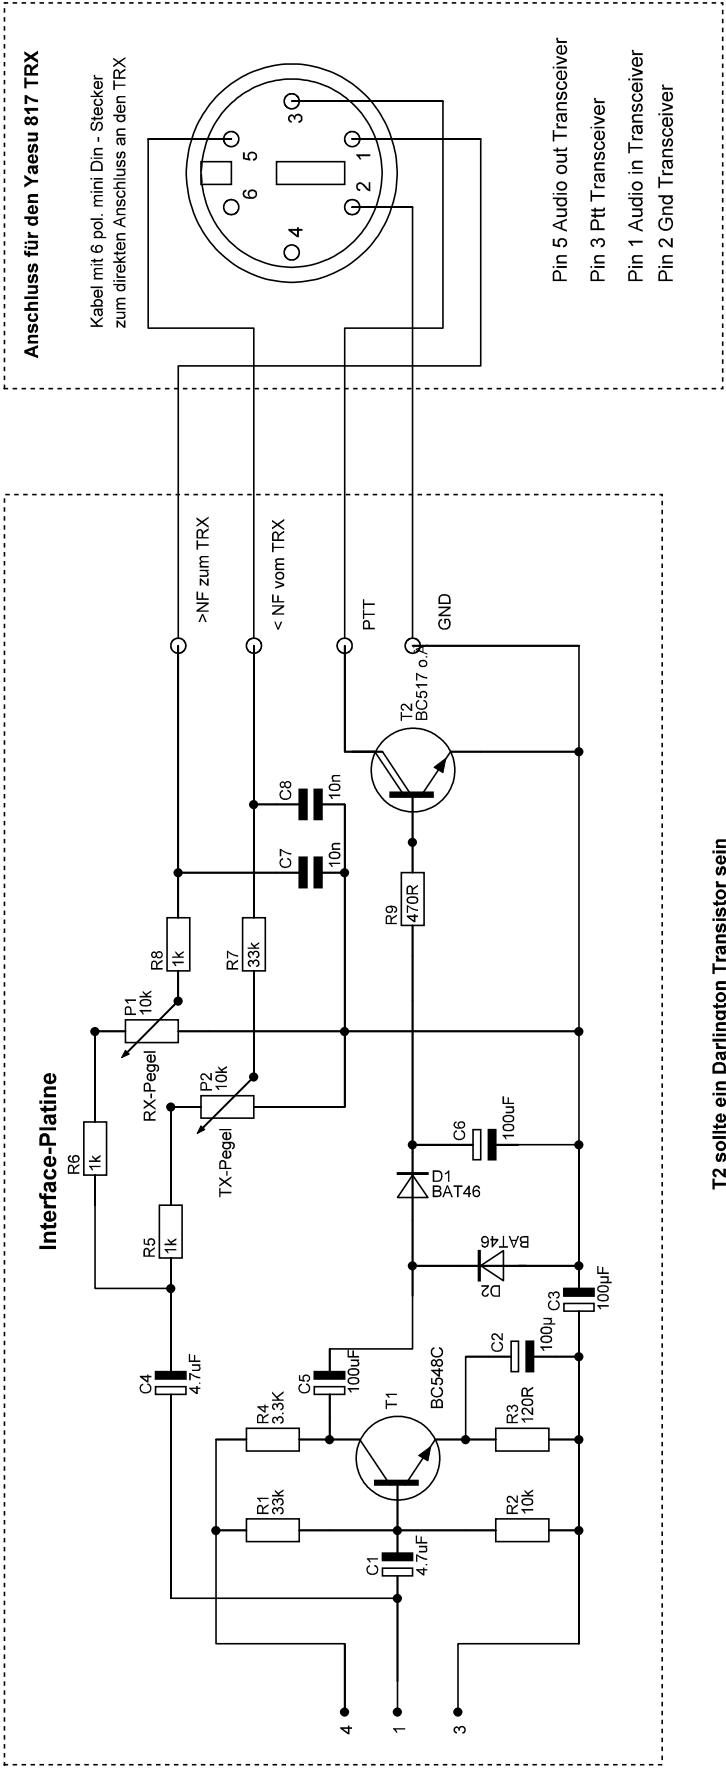 Anschluss für den Yaesu 817 TRX
Kabel mit 6 pol. mini Din - Stecker
zum direkten Anschluss an den TRX
5
6
3
4
1
2
Pin 5 Audio out Transceiver
Pin 3 Ptt Transceiver
Pin 1 Audio in Transceiver
Pin 2 Gnd Transceiver
Interface-Platine
>NF zum TRX
< NF vom TRX
PTT
GND
R6
1k
P1
10k
RX-Pegel
R8
1k
R5
1k
P2
10k
TX-Pegel
R7
33k
C7
10n
C8
10n
C4
4.7uF
T2
BC517 o.Ä
R9
470R
C6
100uF
D1
BAT46
D2
BAT46
C3
100µF
C2
100µ
C5
100uF
R4
3.3K
T1
BC548C
R3
120R
R1
33k
R2
10k
C1
4.7uF
4
1
3
T2 sollte ein Darlington Transistor sein